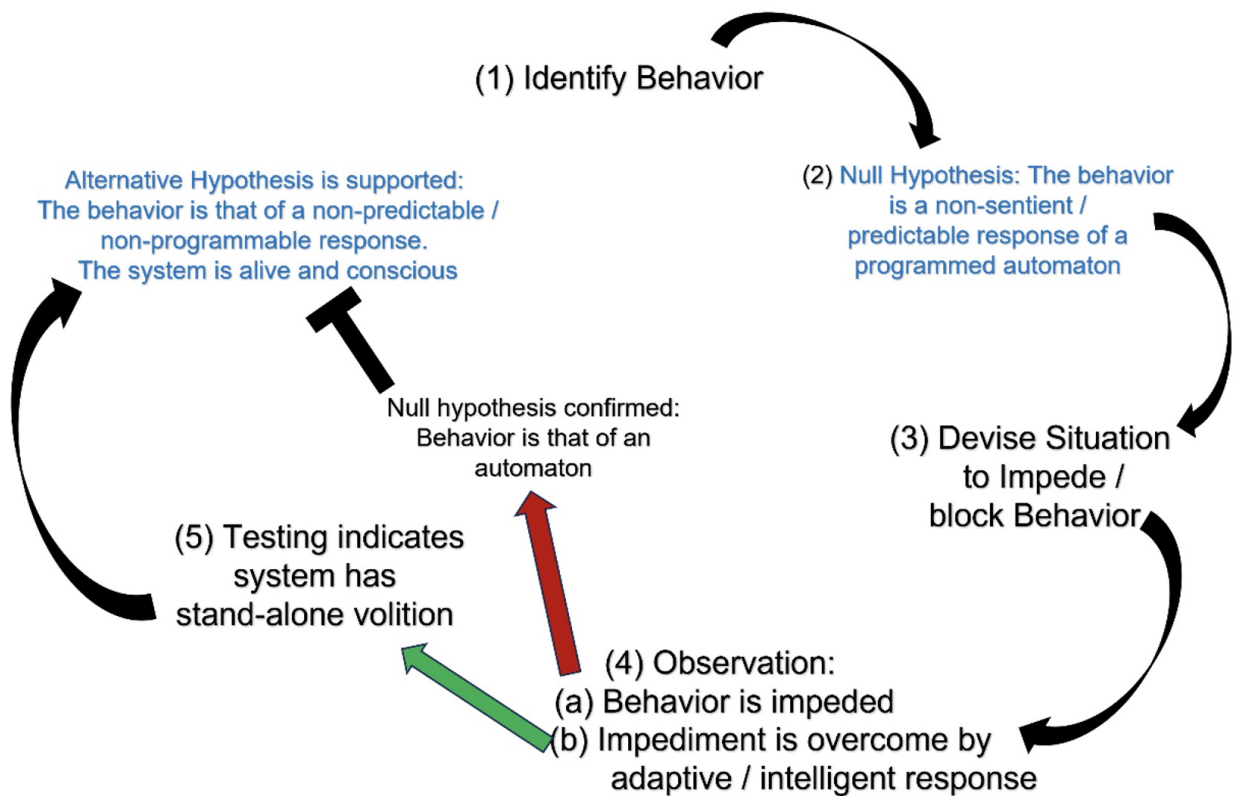 (1) Identify Behavior
(2) Null Hypothesis: The behavior
is a non-sentient /
predictable response of a
programmed automaton
(3) Devise Situation
to Impede /
block Behavior
(4) Observation:
(a) Behavior is impeded
(b) Impediment is overcome by
adaptive / intelligent response
Null hypothesis confirmed:
Behavior is that of an
automaton
(5) Testing indicates
system has
stand-alone volition
Alternative Hypothesis is supported:
The behavior is that of a non-predictable /
non-programmable response.
The system is alive and conscious